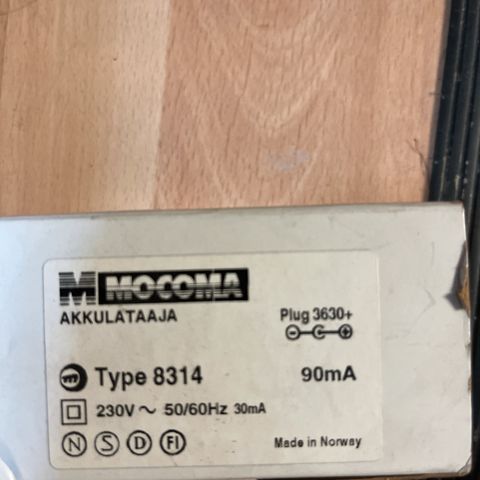 M MOCOMA
AKKULATAAJA
Plug 3630+
Type 8314
90mA
230V ~ 50/60Hz 30mA
N S D FI
Made in Norway